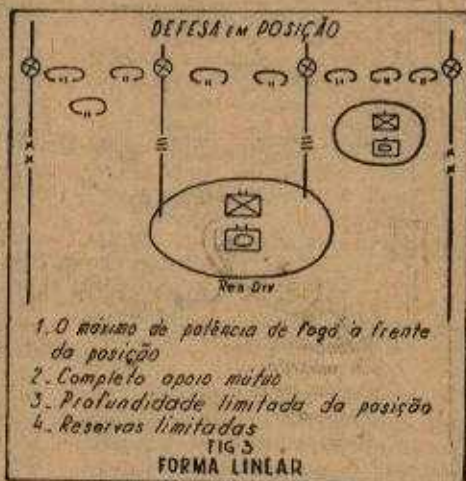 DEFESA EM POSIÇÃO
Res Div.
1. O máximo de potência de fogo à frente
da posição
2. Completo apoio mútuo
3. Profundidade limitada da posição
4. Reservas limitadas
FIG 3
FORMA LINEAR